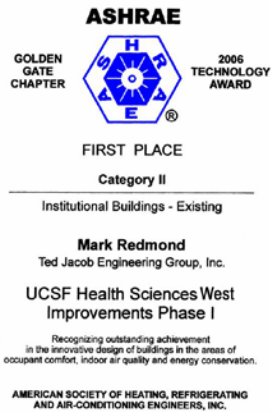 ASHRAE
GOLDEN GATE CHAPTER
ASHRAE
®
2006 TECHNOLOGY AWARD
FIRST PLACE
Category II
Institutional Buildings - Existing
Mark Redmond
Ted Jacob Engineering Group, Inc.
UCSF Health Sciences West
Improvements Phase I
Recognizing outstanding achievement
in the innovative design of buildings in the areas of
occupant comfort, indoor air quality and energy conservation.
AMERICAN SOCIETY OF HEATING, REFRIGERATING
AND AIR-CONDITIONING ENGINEERS, INC.